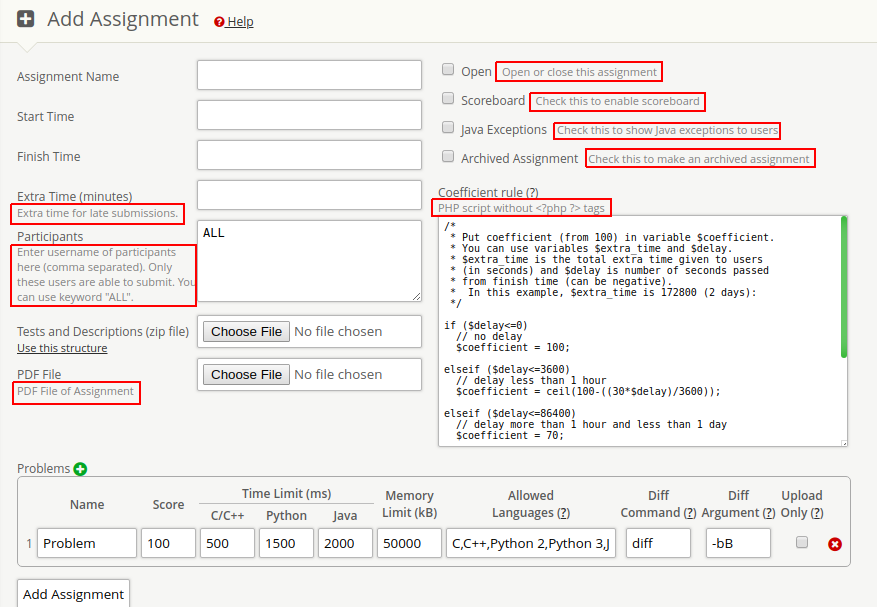 Add Assignment Help
Assignment Name
Start Time
Finish Time
Extra Time (minutes)
Extra time for late submissions.
Participants
Enter username of participants
here (comma separated). Only
these users are able to submit. You
can use keyword "ALL".
ALL
Tests and Descriptions (zip file)
Use this structure
Choose File No file chosen
PDF File
PDF File of Assignment
Choose File No file chosen
Open Open or close this assignment
Scoreboard Check this to enable scoreboard
Java Exceptions Check this to show Java exceptions to users
Archived Assignment Check this to make an archived assignment
Coefficient rule (?)
PHP script without <?php ?> tags
/*
* Put coefficient (from 100) in variable $coefficient.
* You can use variables $extra_time and $delay.
* $extra_time is the total extra time given to users
* (in seconds) and $delay is number of seconds passed
* from finish time (can be negative).
*  In this example, $extra_time is 172800 (2 days):
*/
if ($delay<=0)
// no delay
$coefficient = 100;
elseif ($delay<=3600)
// delay less than 1 hour
$coefficient = ceil(100-((30*$delay)/3600));
elseif ($delay<=86400)
// delay more than 1 hour and less than 1 day
$coefficient = 70;
Problems
Name Score Time Limit (ms) Memory Limit (kB) Allowed Languages (?) Diff Command (?) Diff Argument (?) Upload Only (?)
C/C++ Python Java
1 Problem 100 500 1500 2000 50000 C,C++,Python 2,Python 3,J diff -bB
Add Assignment